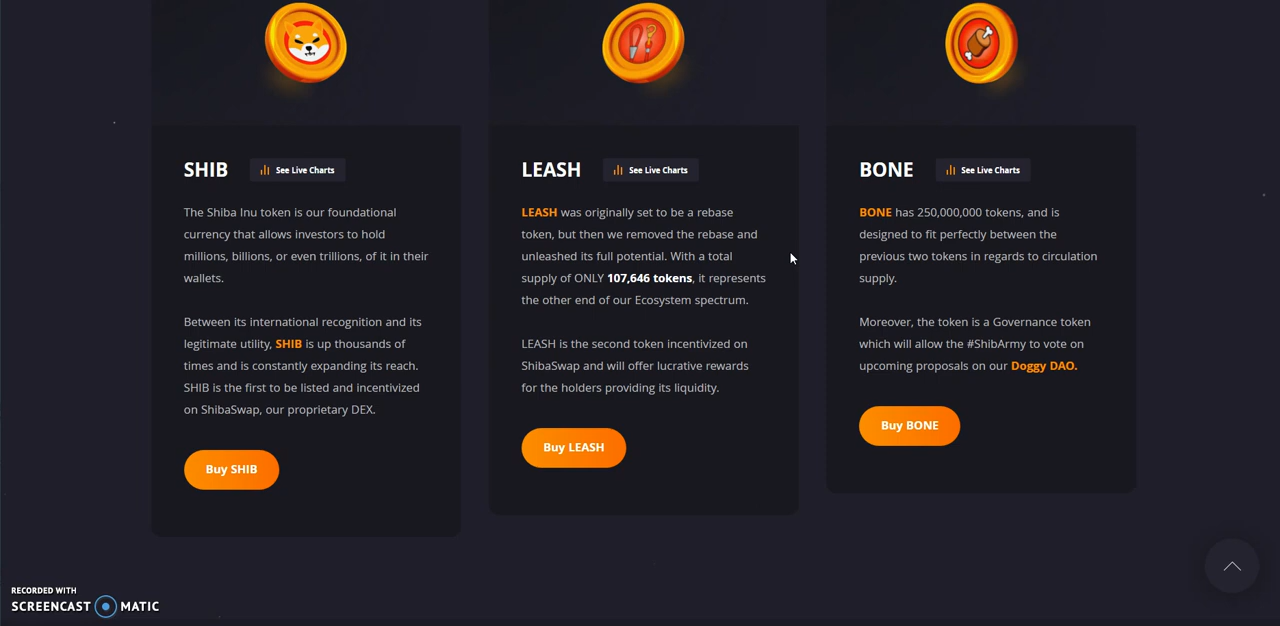 SHIB
See Live Charts
The Shiba Inu token is our foundational
currency that allows investors to hold
millions, billions, or even trillions, of it in their
wallets.
Between its international recognition and its
legitimate utility, SHIB is up thousands of
times and is constantly expanding its reach.
SHIB is the first to be listed and incentivized
on ShibaSwap, our proprietary DEX.
Buy SHIB
LEASH
See Live Charts
LEASH was originally set to be a rebase
token, but then we removed the rebase and
unleashed its full potential. With a total
supply of ONLY 107,646 tokens, it represents
the other end of our Ecosystem spectrum.
LEASH is the second token incentivized on
ShibaSwap and will offer lucrative rewards
for the holders providing its liquidity.
Buy LEASH
BONE
See Live Charts
BONE has 250,000,000 tokens, and is
designed to fit perfectly between the
previous two tokens in regards to circulation
supply.
Moreover, the token is a Governance token
which will allow the #ShibArmy to vote on
upcoming proposals on our Doggy DAO.
Buy BONE
RECORDED WITH
SCREENCAST MATIC